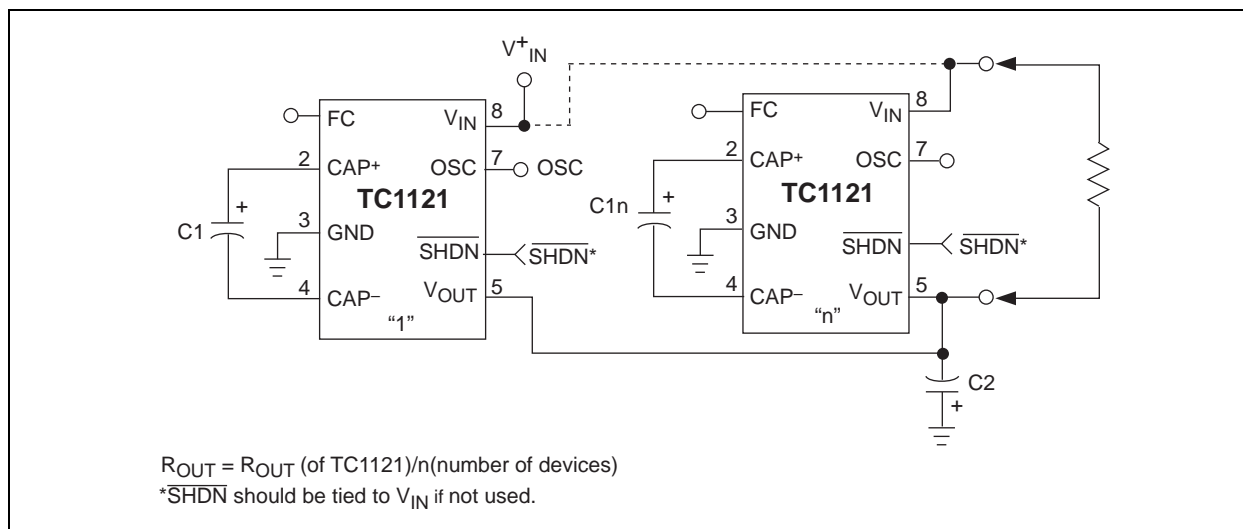 V+IN
FC
VIN
8
2
CAP+
OSC
7
OSC
TC1121
C1
+
3
GND
SHDN
SHDN*
4
CAP–
VOUT
5
“1”
FC
VIN
8
2
CAP+
OSC
7
TC1121
C1n
+
3
GND
SHDN
SHDN*
4
CAP–
VOUT
5
“n”
C2
+
ROUT = ROUT (of TC1121)/n(number of devices)
*SHDN should be tied to VIN if not used.